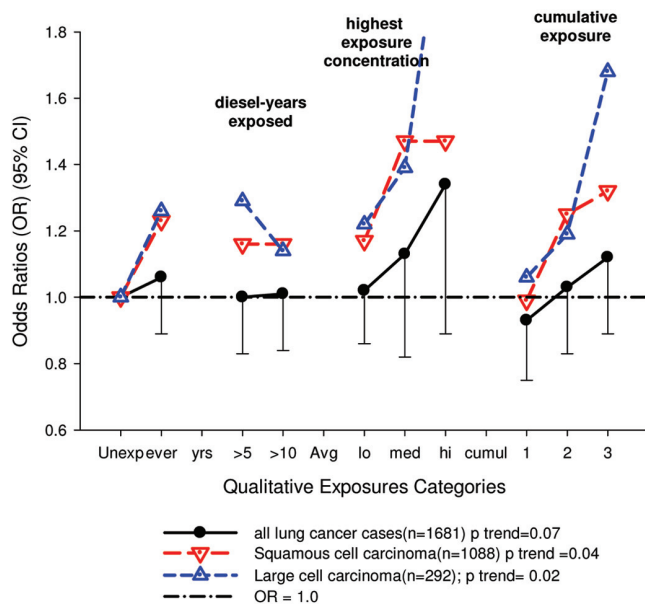 highest
exposure
concentration
cumulative
exposure
diesel-years
exposed
Odds Ratios (OR) (95% CI)
1.8
1.6
1.4
1.2
1.0
0.8
0.6
Unexp ever yrs >5 >10 Avg lo med hi cumul 1 2 3
Qualitative Exposures Categories
all lung cancer cases(n=1681) p trend=0.07
Squamous cell carcinoma(n=1088) p trend =0.04
Large cell carcinoma(n=292); p trend= 0.02
OR = 1.0